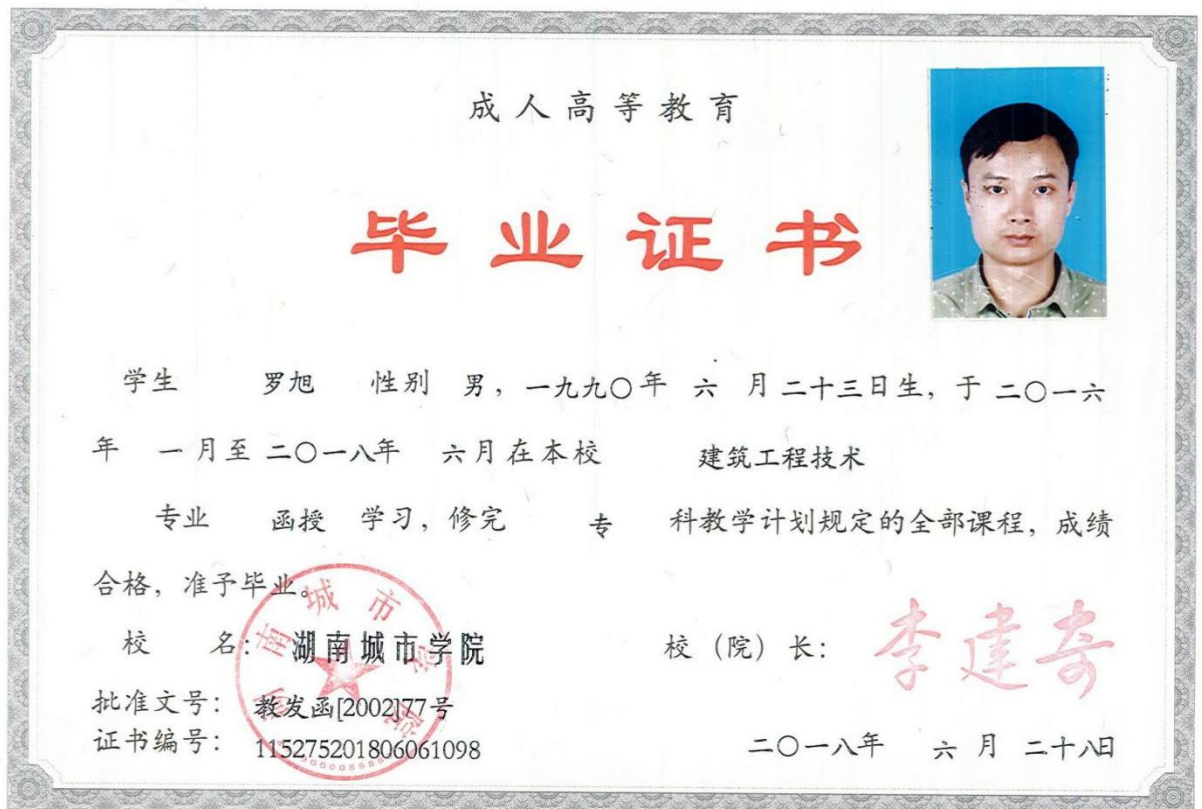 成人高等教育
毕业证书
学生 罗旭 性别 男，一九九〇年 六 月二十三日生，于二〇一六
年 一月至二〇一八年 六月在本校 建筑工程技术
专业 函授 学习，修完 专 科教学计划规定的全部课程，成绩
合格，准予毕业。
校 名：湖南城市学院 校（院）长：李建奇
批准文号：教发函[2002]77号
证书编号：115275201806061098 二〇一八年 六 月 二十八日
湖南城市学院